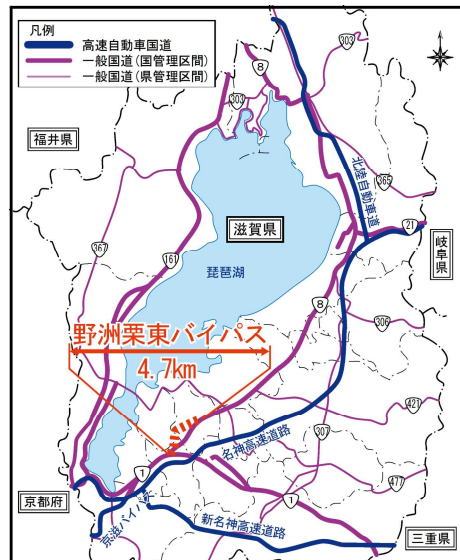 凡例
高速自動車国道
一般国道(国管理区間)
一般国道(県管理区間)
303
8
303
福井県
北陸自動車道
365
滋賀県
21
岐阜県
367
161
琵琶湖
8
306
野洲栗東バイパス
4.7km
421
307
名神高速道路
1
477
京都府
京滋バイパス
1
新名神高速道路
三重県